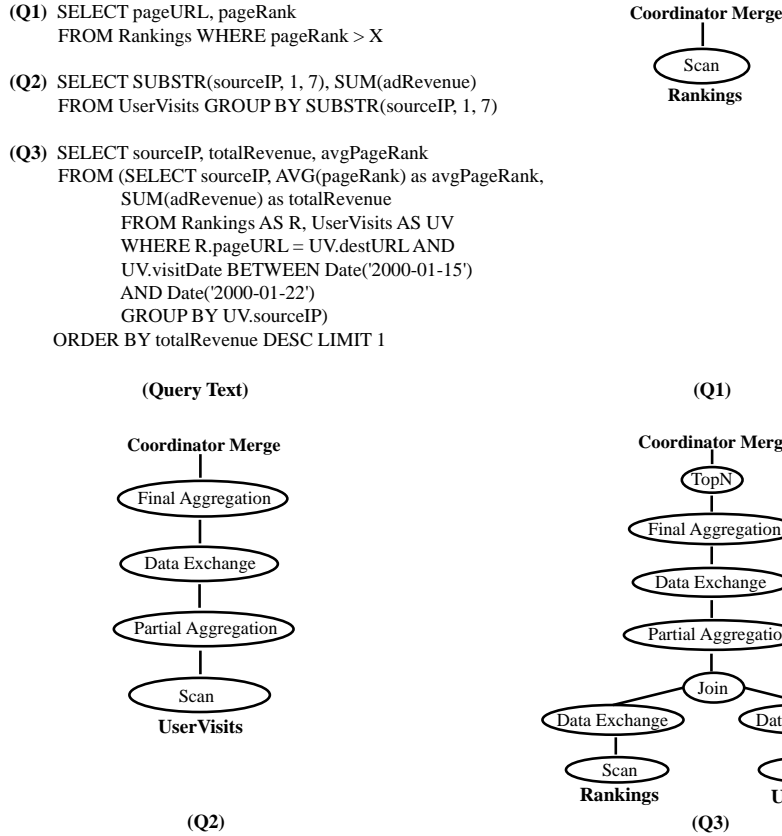 (Q1) SELECT pageURL, pageRank
FROM Rankings WHERE pageRank > X
(Q2) SELECT SUBSTR(sourceIP, 1, 7), SUM(adRevenue)
FROM UserVisits GROUP BY SUBSTR(sourceIP, 1, 7)
(Q3) SELECT sourceIP, totalRevenue, avgPageRank
FROM (SELECT sourceIP, AVG(pageRank) as avgPageRank,
SUM(adRevenue) as totalRevenue
FROM Rankings AS R, UserVisits AS UV
WHERE R.pageURL = UV.destURL AND
UV.visitDate BETWEEN Date('2000-01-15')
AND Date('2000-01-22')
GROUP BY UV.sourceIP)
ORDER BY totalRevenue DESC LIMIT 1
(Query Text)
Coordinator Merge
Scan
Rankings
(Q1)
Coordinator Merge
Final Aggregation
Data Exchange
Partial Aggregation
Scan
UserVisits
(Q2)
Coordinator Merg
TopN
Final Aggregation
Data Exchange
Partial Aggregatio
Join
Data Exchange
Dat
Scan
Rankings
U
(Q3)